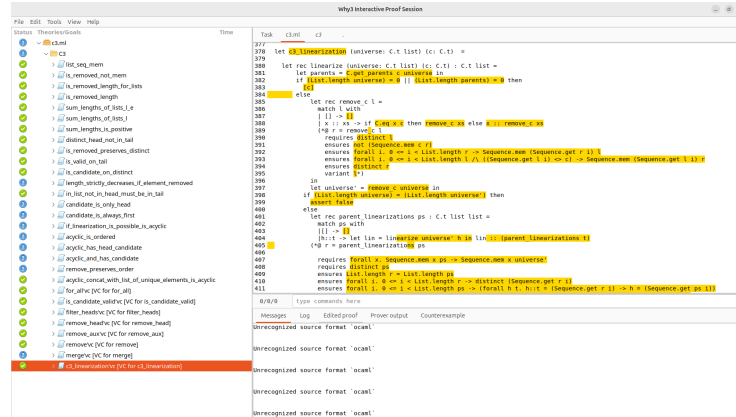 Why3 Interactive Proof Session
File Edit Tools View Help
Status Theories/Goals Time
c3.ml
C3
list_seq_mem
is_removed_not_mem
is_removed_length_for_lists
is_removed_length
sum_lengths_of_lists_l_e
sum_lengths_of_lists_l
sum_lengths_is_positive
distinct_head_not_in_tail
is_removed_preserves_distinct
is_valid_on_tail
is_candidate_on_distinct
length_strictly_decreases_if_element_removed
in_list_not_in_head_must_be_in_tail
candidate_is_only_head
candidate_is_always_first
if_linearization_is_possible_is_acyclic
acyclic_is_ordered
acyclic_has_head_candidate
acyclic_and_has_candidate
remove_preserves_order
acyclic_concat_with_list_of_unique_elements_is_acyclic
for_all'vc [VC for for_all]
is_candidate_valid'vc [VC for is_candidate_valid]
filter_heads'vc [VC for filter_heads]
remove_head'vc [VC for remove_head]
remove_aux'vc [VC for remove_aux]
remove'vc [VC for remove]
merge'vc [VC for merge]
c3_linearization'vc [VC for c3_linearization]
Task c3.ml c3 .
377
378 let c3_linearization (universe: C.t list) (c: C.t) =
379
380 let rec linearize (universe: C.t list) (c: C.t) : C.t list =
381 let parents = C.get_parents c universe in
382 if (List.length universe) = 0 || (List.length parents) = 0 then
383 [c]
384 else
385 let rec remove_c l =
386 match l with
387 | [] -> []
388 | x :: xs -> if C.eq x c then remove_c xs else x :: remove_c xs
389 (*@ r = remove_c l
390 requires distinct l
391 ensures not (Sequence.mem c r)
392 ensures forall i. 0 <= i < List.length r -> Sequence.mem (Sequence.get r i) l
393 ensures forall i. 0 <= i < List.length l /\ ((Sequence.get l i) <> c) -> Sequence.mem (Sequence.get l i) r
394 ensures distinct r
395 variant l*)
396 in
397 let universe' = remove_c universe in
398 if (List.length universe) = (List.length universe') then
399 assert false
400 else
401 let rec parent_linearizations ps : C.t list list =
402 match ps with
403 |[] -> []
404 |h::t -> let lin = linearize universe' h in lin :: (parent_linearizations t)
405 (*@ r = parent_linearizations ps
406
407 requires forall x. Sequence.mem x ps -> Sequence.mem x universe'
408 requires distinct ps
409 ensures List.length r = List.length ps
410 ensures forall i. 0 <= i < List.length r -> distinct (Sequence.get r i)
411 ensures forall i. 0 <= i < List.length ps -> (forall h t. h::t = (Sequence.get r i) -> h = (Sequence.get ps i))
0/0/0 type commands here
Messages Log Edited proof Prover output Counterexample
Unrecognized source format `ocaml`
Unrecognized source format `ocaml`
Unrecognized source format `ocaml`
Unrecognized source format `ocaml`
Unrecognized source format `ocaml`